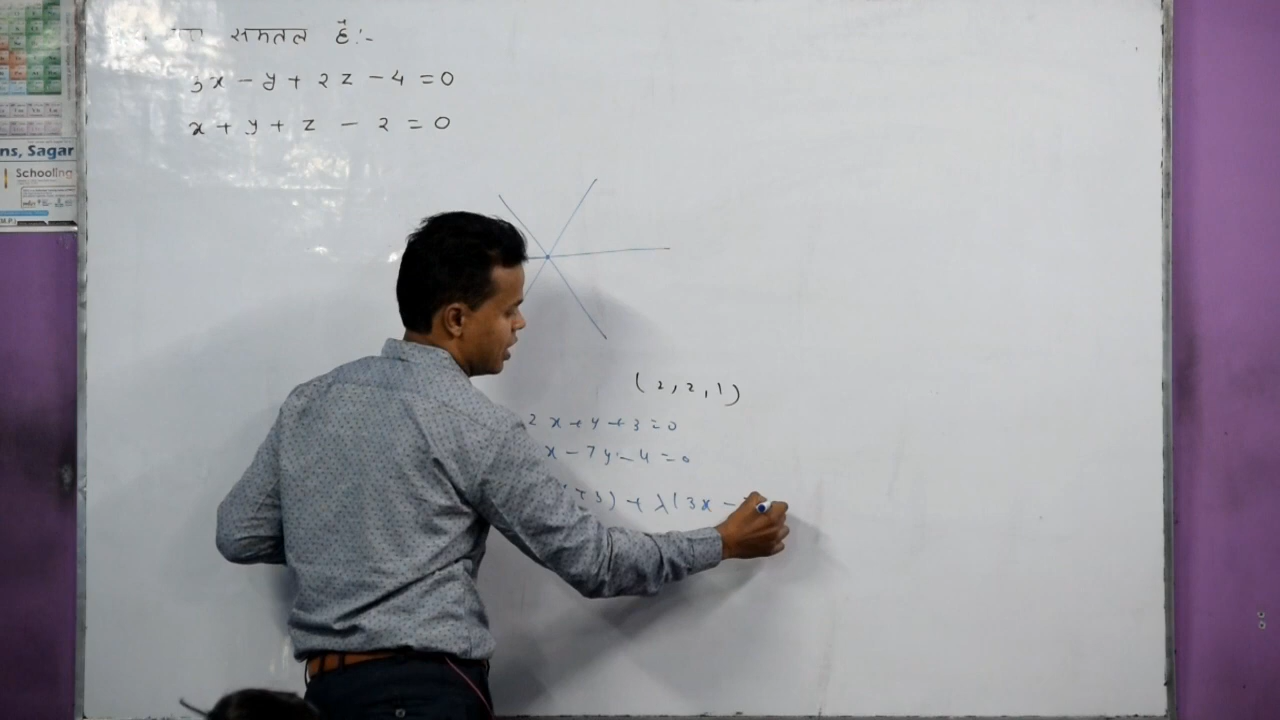 समतल है:-
3x - y + 2z - 4 = 0
x + y + z - 2 = 0
(2, 2, 1)
2x + y + 3 = 0
x - 7y - 4 = 0
+ 3) + λ(3x -
ns, Sagar
Schooling
(M.P.)